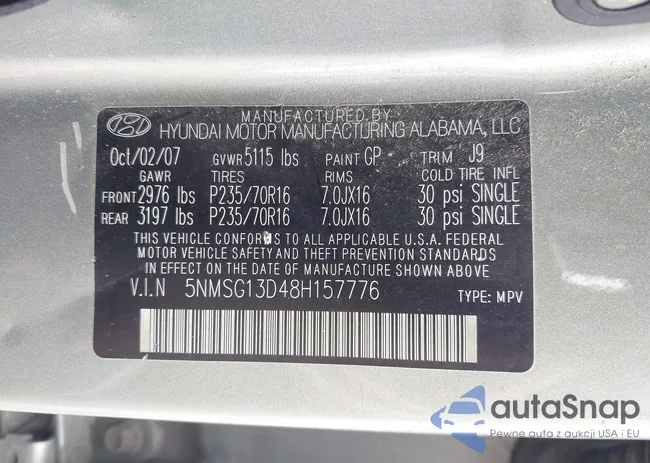 MANUFACTURED BY
HYUNDAI MOTOR MANUFACTURING ALABAMA, LLC
Oct/02/07 GVWR 5115 lbs PAINT GP TRIM J9
GAWR TIRES RIMS COLD TIRE INFL
FRONT 2976 lbs P235/70R16 7.0JX16 30 psi SINGLE
REAR 3197 lbs P235/70R16 7.0JX16 30 psi SINGLE
THIS VEHICLE CONFORMS TO ALL APPLICABLE U.S.A. FEDERAL
MOTOR VEHICLE SAFETY AND THEFT PREVENTION STANDARDS
IN EFFECT ON THE DATE OF MANUFACTURE SHOWN ABOVE
V.I.N 5NMSG13D48H157776 TYPE: MPV
autaSnap
Pewne auta z aukcji USA i EU